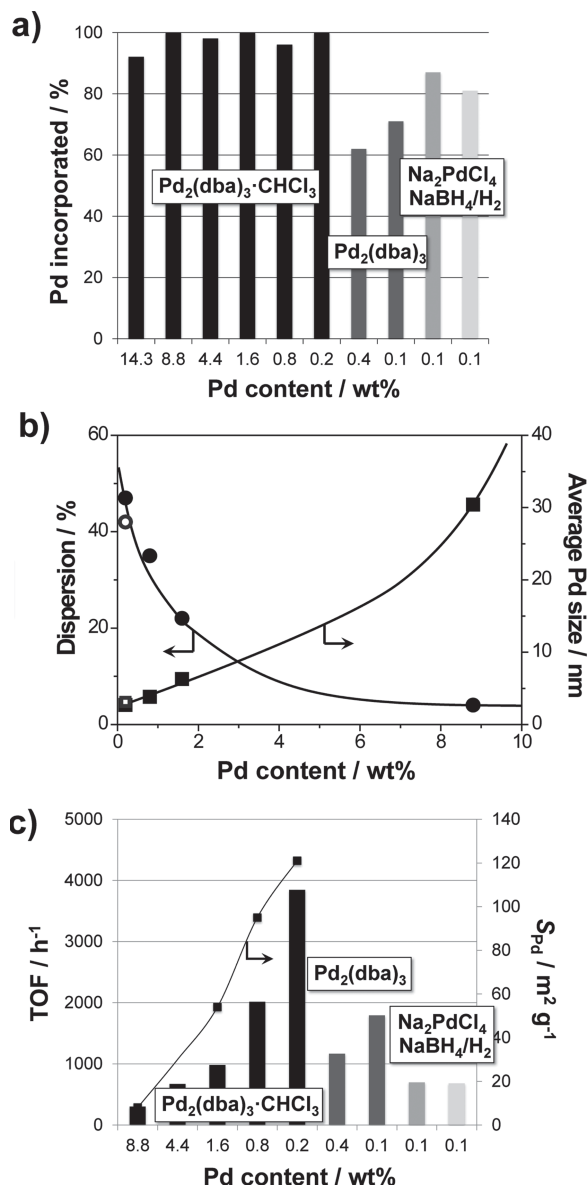 a)
Pd incorporated / %
100
80
60
40
20
0
Pd₂(dba)₃·CHCl₃
Pd₂(dba)₃
Na₂PdCl₄
NaBH₄/H₂
14.3 8.8 4.4 1.6 0.8 0.2 0.4 0.1 0.1 0.1
Pd content / wt%
b)
Dispersion / %
60
40
20
0
40
30
20
10
0
Average Pd size / nm
0 2 4 6 8 10
Pd content / wt%
c)
TOF / h⁻¹
5000
4000
3000
2000
1000
0
140
120
100
80
60
40
20
0
S_Pd / m² g⁻¹
Pd₂(dba)₃
Na₂PdCl₄
NaBH₄/H₂
Pd₂(dba)₃·CHCl₃
8.8 4.4 1.6 0.8 0.2 0.4 0.1 0.1 0.1
Pd content / wt%